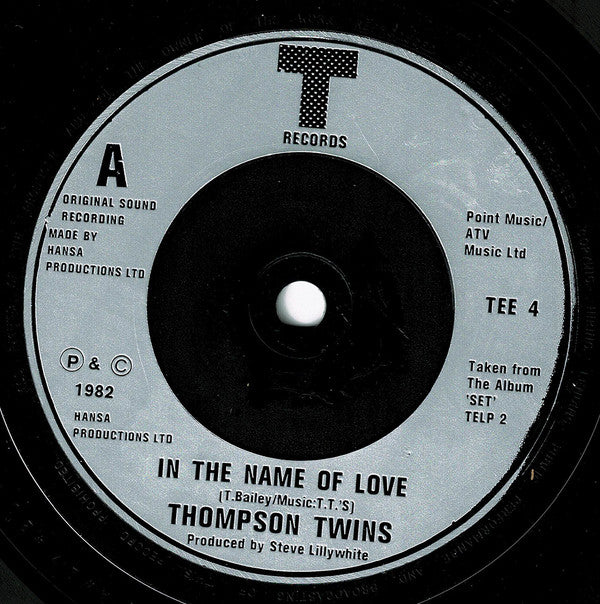 T
RECORDS
A
ORIGINAL SOUND
RECORDING
MADE BY
HANSA
PRODUCTIONS LTD
Point Music/
ATV
Music Ltd
TEE 4
Ⓟ & ©
1982
HANSA
PRODUCTIONS LTD
Taken from
The Album
'SET'
TELP 2
IN THE NAME OF LOVE
(T.Bailey/Music:T.T.'S)
THOMPSON TWINS
Produced by Steve Lillywhite